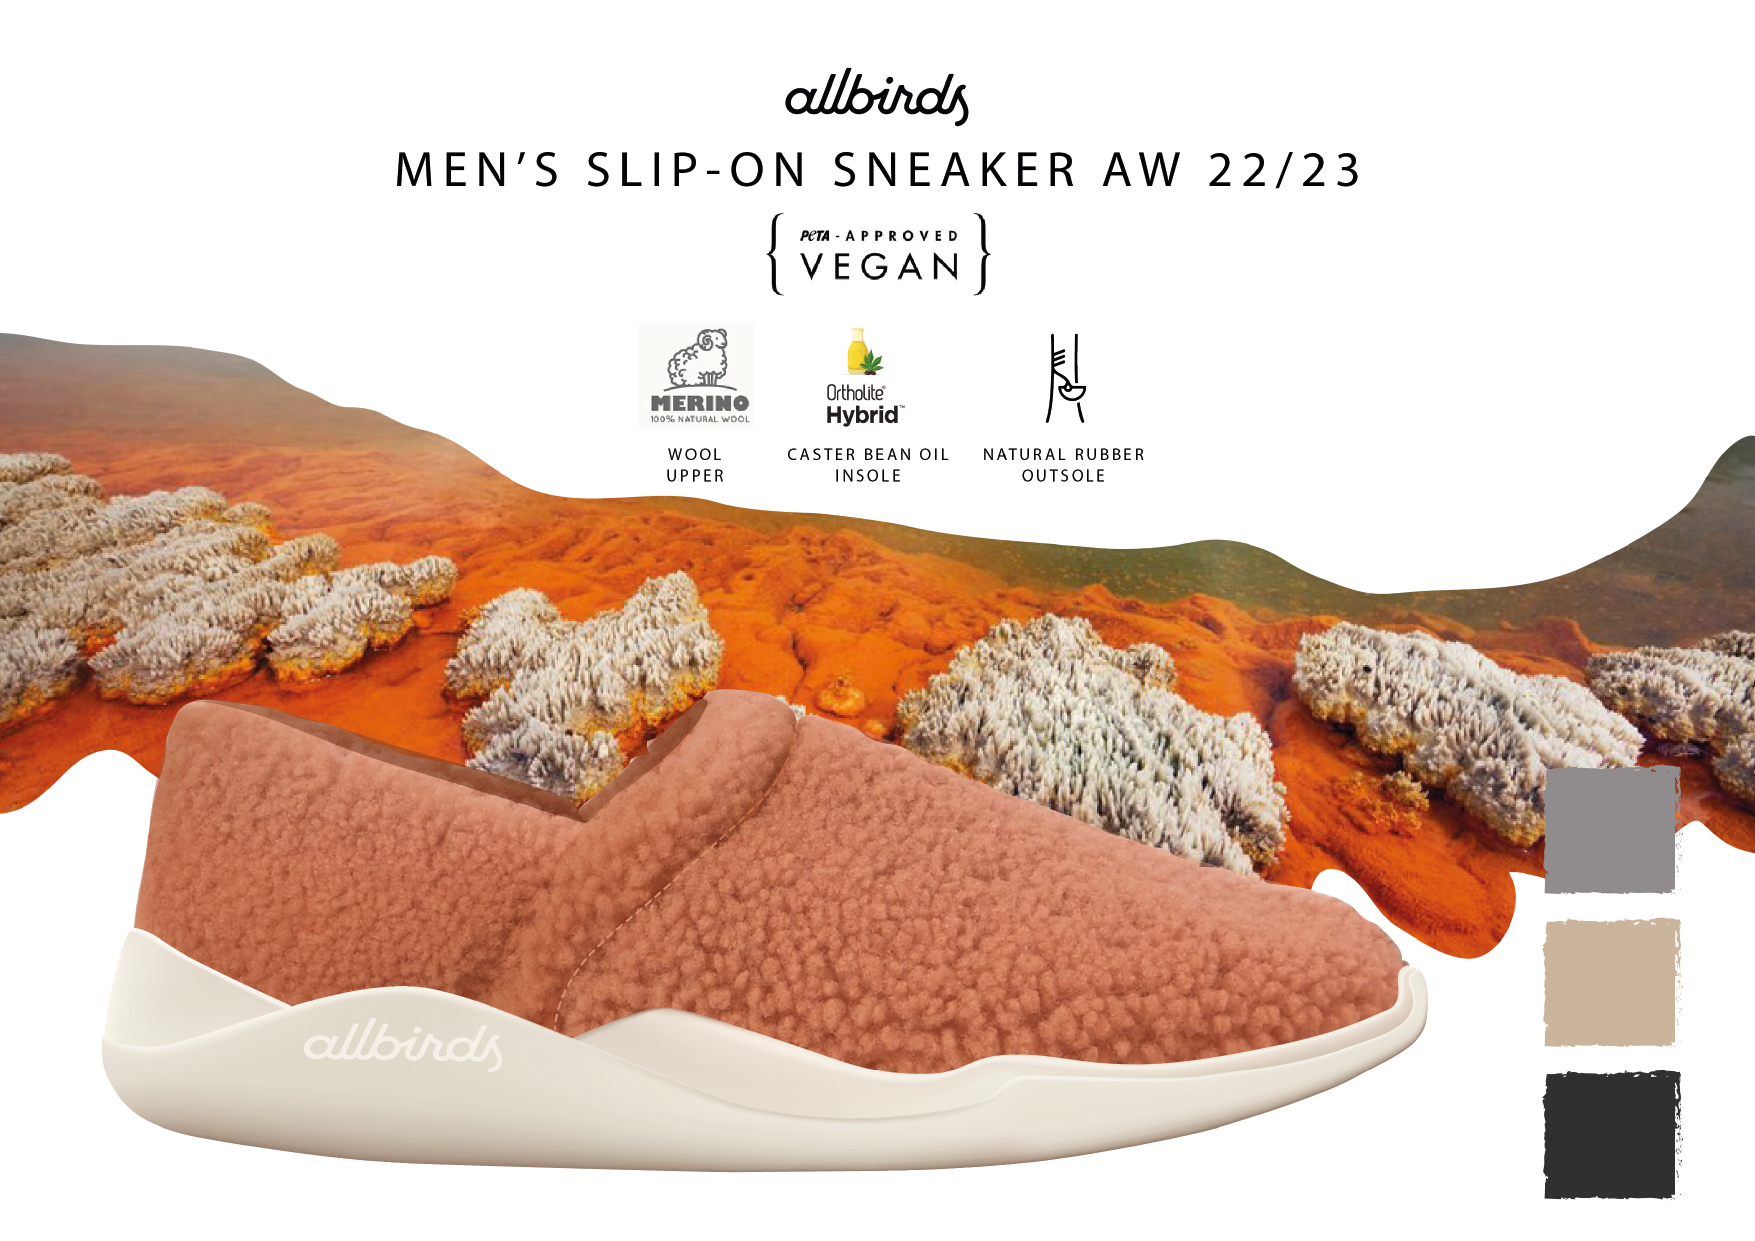 allbirds
MEN'S SLIP-ON SNEAKER AW 22/23
PeTA-APPROVED
VEGAN
MERINO
100% NATURAL WOOL
WOOL
UPPER
Ortholite®
Hybrid™
CASTER BEAN OIL
INSOLE
NATURAL RUBBER
OUTSOLE
allbirds